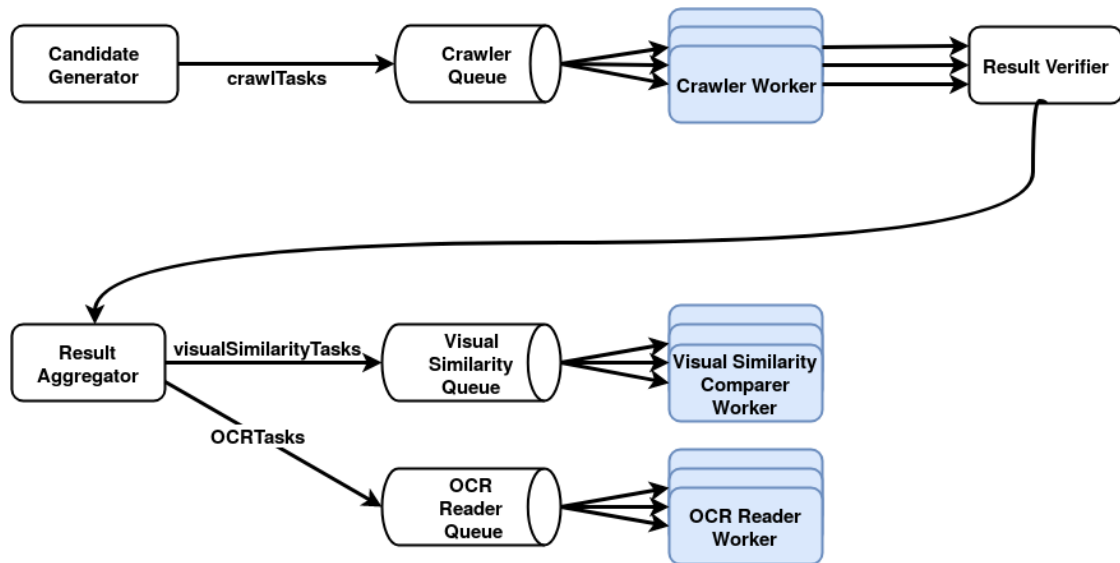 Candidate
Generator
crawlTasks
Crawler
Queue
Crawler Worker
Result Verifier
Result
Aggregator
visualSimilarityTasks
Visual
Similarity
Queue
Visual Similarity
Comparer
Worker
OCRTasks
OCR
Reader
Queue
OCR Reader
Worker